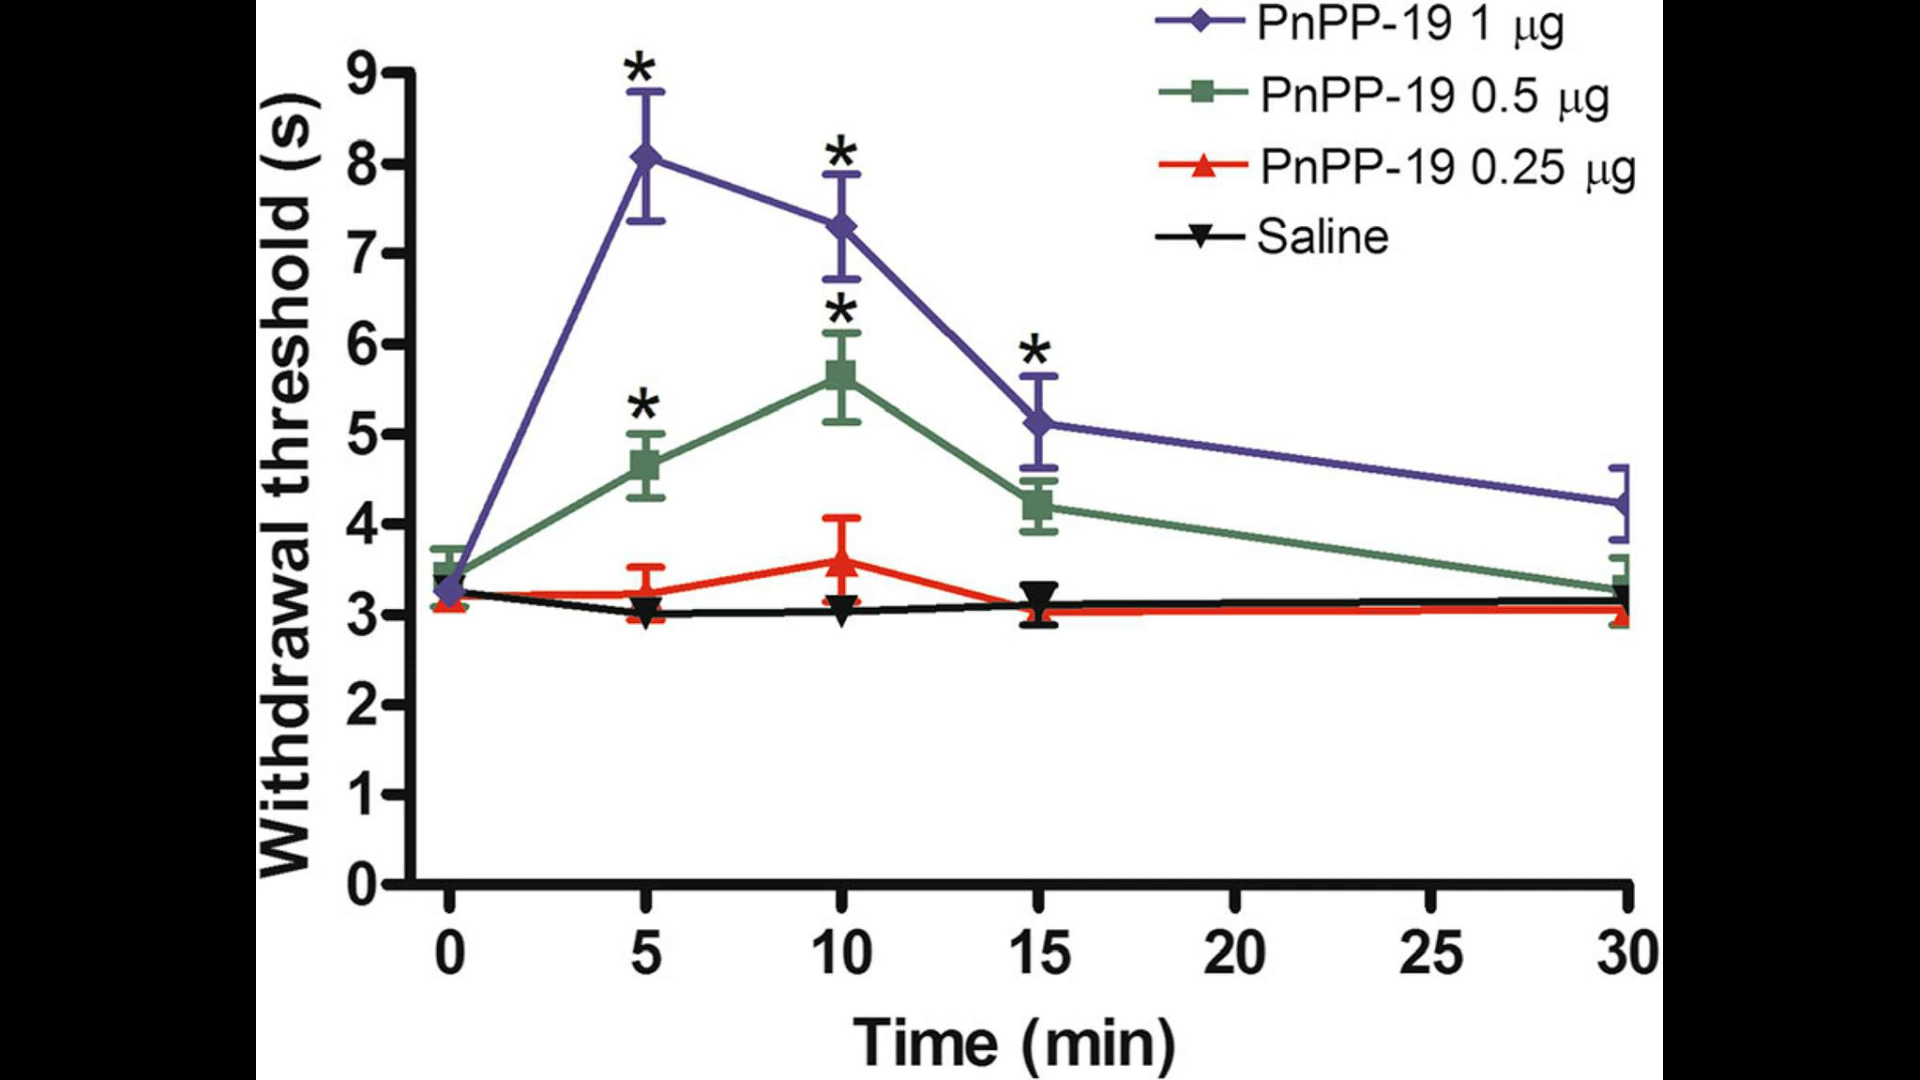 PnPP-19 1 μg
PnPP-19 0.5 μg
PnPP-19 0.25 μg
Saline
Withdrawal threshold (s)
9
8
7
6
5
4
3
2
1
0
* 
*
*
*
*
0 5 10 15 20 25 30
Time (min)